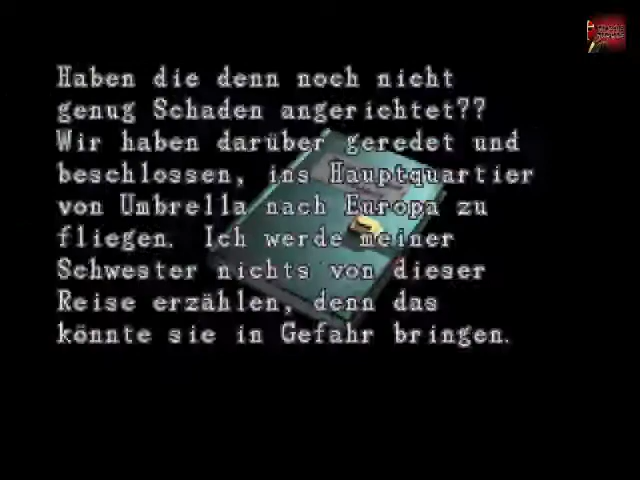 Haben die denn noch nicht
genug Schaden angerichtet??
Wir haben darüber geredet und
beschlossen, ins Hauptquartier
von Umbrella nach Europa zu
fliegen. Ich werde meiner
Schwester nichts von dieser
Reise erzählen, denn das
könnte sie in Gefahr bringen.